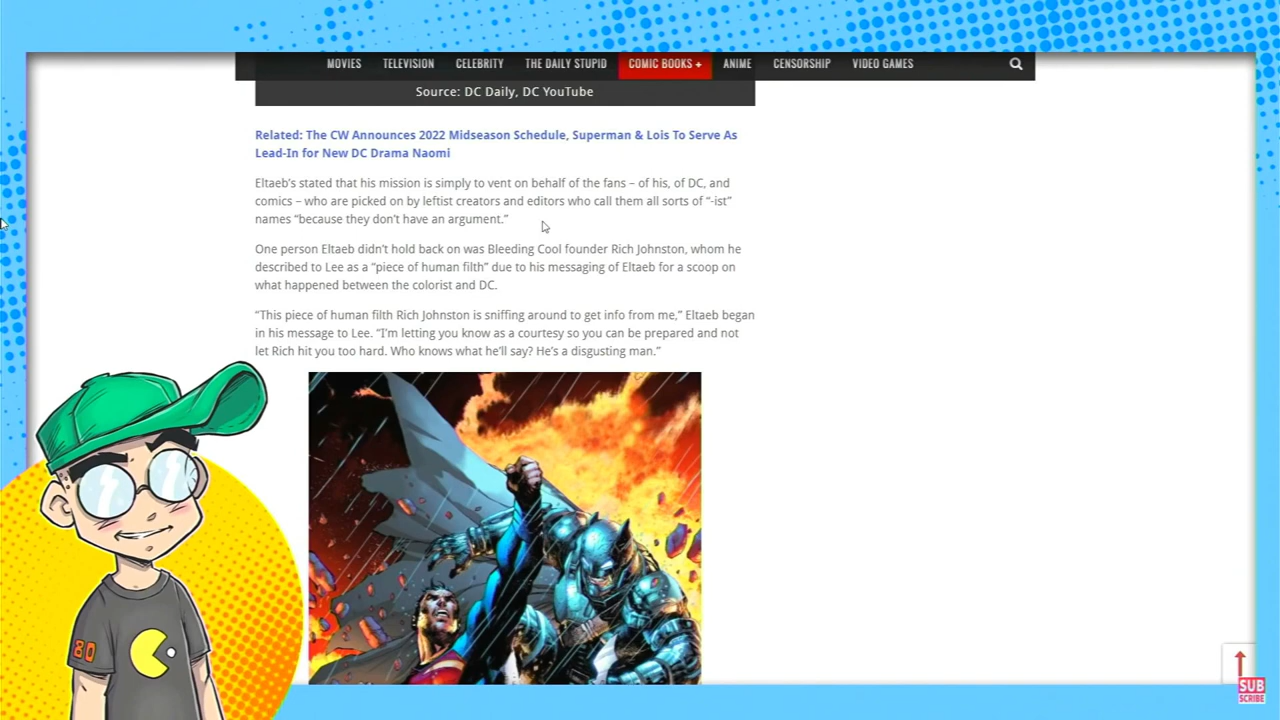 MOVIES TELEVISION CELEBRITY THE DAILY STUPID COMIC BOOKS + ANIME CENSORSHIP VIDEO GAMES
Source: DC Daily, DC YouTube
Related: The CW Announces 2022 Midseason Schedule, Superman & Lois To Serve As
Lead-In for New DC Drama Naomi
Eltaeb's stated that his mission is simply to vent on behalf of the fans – of his, of DC, and
comics – who are picked on by leftist creators and editors who call them all sorts of “-ist”
names “because they don't have an argument.”
One person Eltaeb didn't hold back on was Bleeding Cool founder Rich Johnston, whom he
described to Lee as a “piece of human filth” due to his messaging of Eltaeb for a scoop on
what happened between the colorist and DC.
“This piece of human filth Rich Johnston is sniffing around to get info from me,” Eltaeb began
in his message to Lee. “I'm letting you know as a courtesy so you can be prepared and not
let Rich hit you too hard. Who knows what he'll say? He's a disgusting man.”
80
SUB
SCRIBE